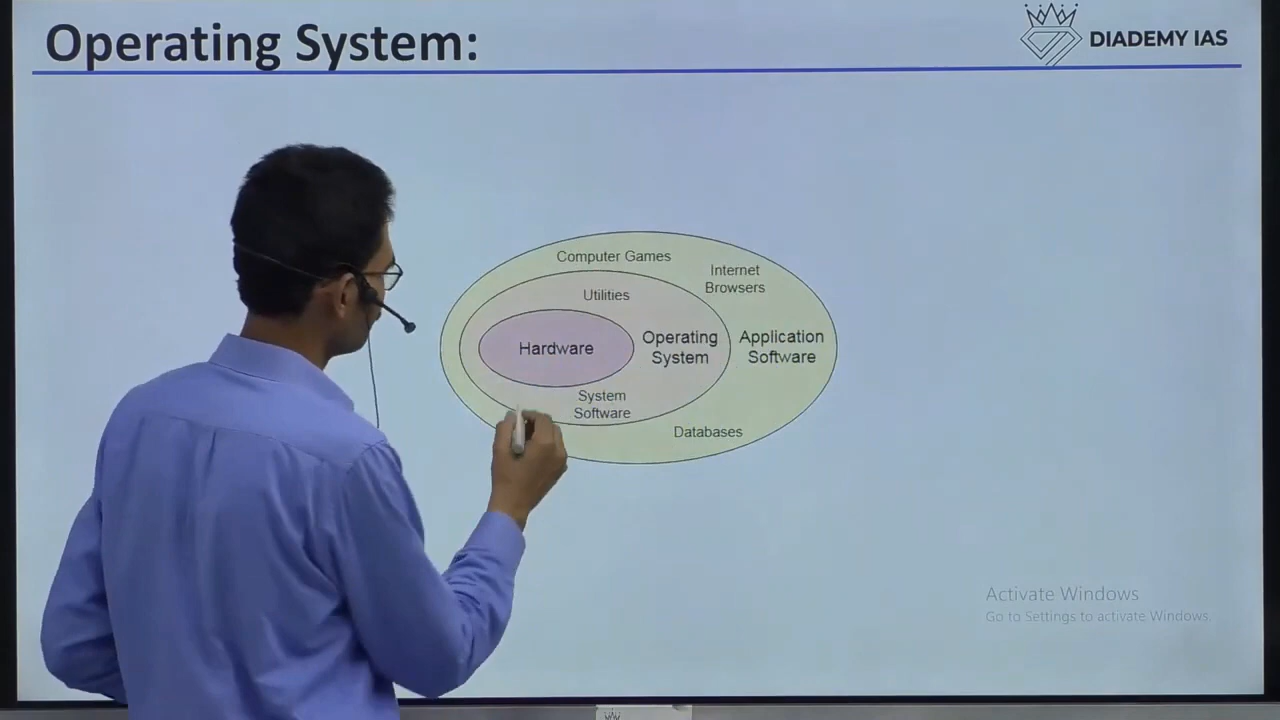 Operating System:
DIADEMY IAS
Computer Games
Internet
Browsers
Utilities
Hardware
Operating
System
Application
Software
System
Software
Databases
Activate Windows
Go to Settings to activate Windows.